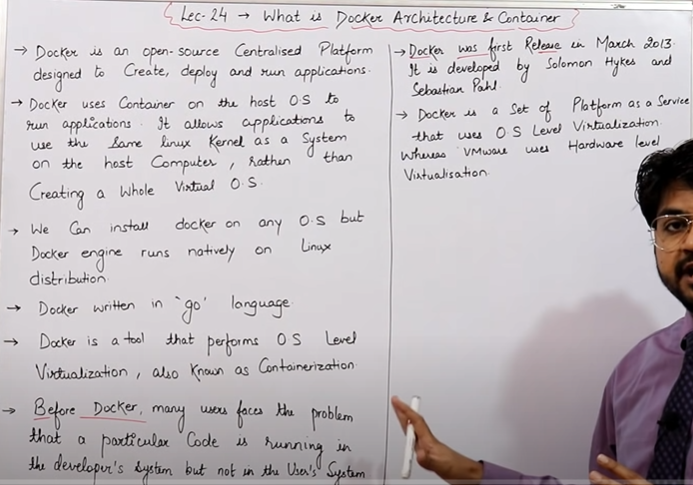 Lec-24 → What is Docker Architecture & Container
→ Docker is an open-source Centralised Platform
designed to Create, deploy and run applications.
→ Docker uses Container on the host O.S to
run applications. It allows applications to
use the same linux Kernel as a System
on the host Computer, rather than
Creating a whole Virtual O.S.
→ We Can install docker on any O.S but
Docker engine runs natively on Linux
distribution.
→ Docker written in 'go' language.
→ Docker is a tool that performs OS Level
Virtualization, also Known as Containerization.
→ Before Docker, many users faces the problem
that a particular Code is running in
the developer's System but not in the User's System
→ Docker was first Release in March 2013.
It is developed by Solomon Hykes and
Sebastian Pahl.
→ Docker is a Set of Platform as a Service
that uses O S Level Virtualization.
Whereas VMware uses Hardware level
Virtualisation.